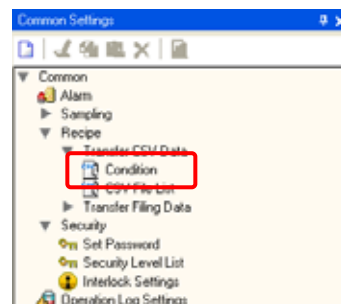 Common Settings
Common
Alarm
Sampling
Recipe
Transfer CSV Data
Condition
CSV File List
Transfer Filing Data
Security
Set Password
Security Level List
Interlock Settings
Operation Log Settings